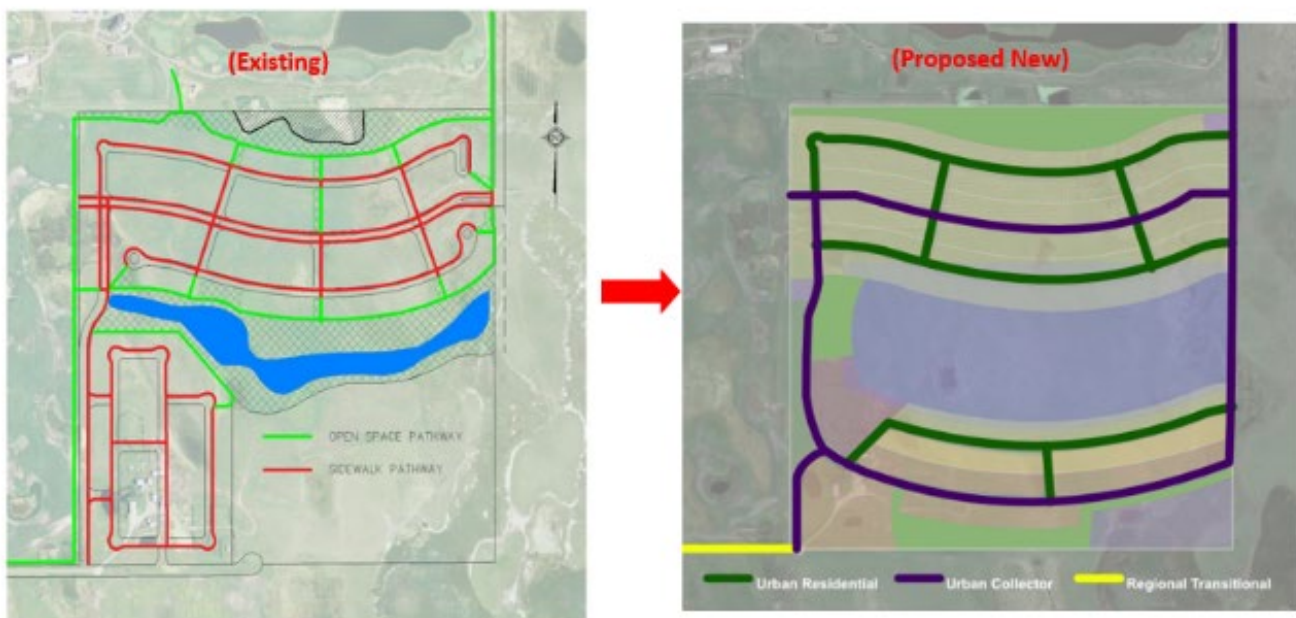 (Existing)
(Proposed New)
OPEN SPACE PATHWAY
SIDEWALK PATHWAY
Urban Residential
Urban Collector
Regional Transitional